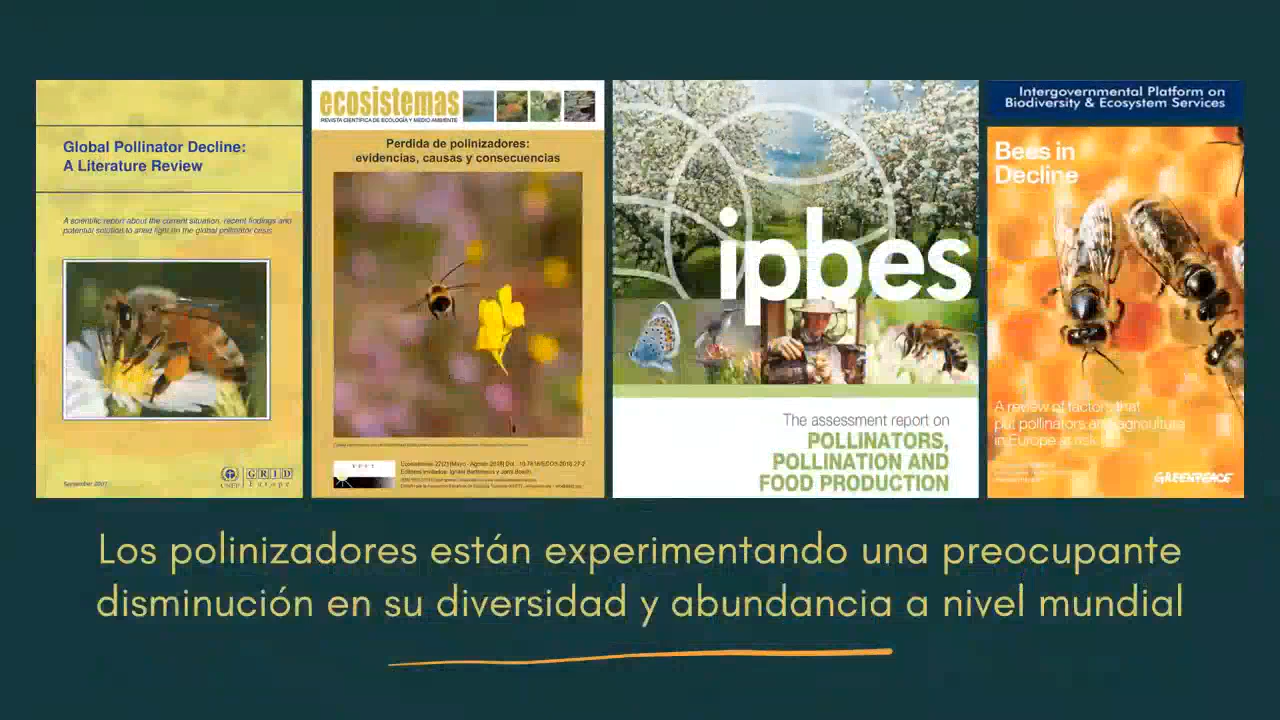 Global Pollinator Decline:
A Literature Review
A scientific report about the current situation, recent findings and
potential solution to shed light on the global pollinator crisis
UNEP
GRID
Europe
September 2007
ecosistemas
REVISTA CIENTÍFICA DE ECOLOGÍA Y MEDIO AMBIENTE
Perdida de polinizadores:
evidencias, causas y consecuencias
ipbes
The assessment report on
POLLINATORS,
POLLINATION AND
FOOD PRODUCTION
Intergovernmental Platform on
Biodiversity & Ecosystem Services
Bees in
Decline
A review of factors that
put pollinators and agriculture
in Europe at risk
GREENPEACE
Los polinizadores están experimentando una preocupante
disminución en su diversidad y abundancia a nivel mundial